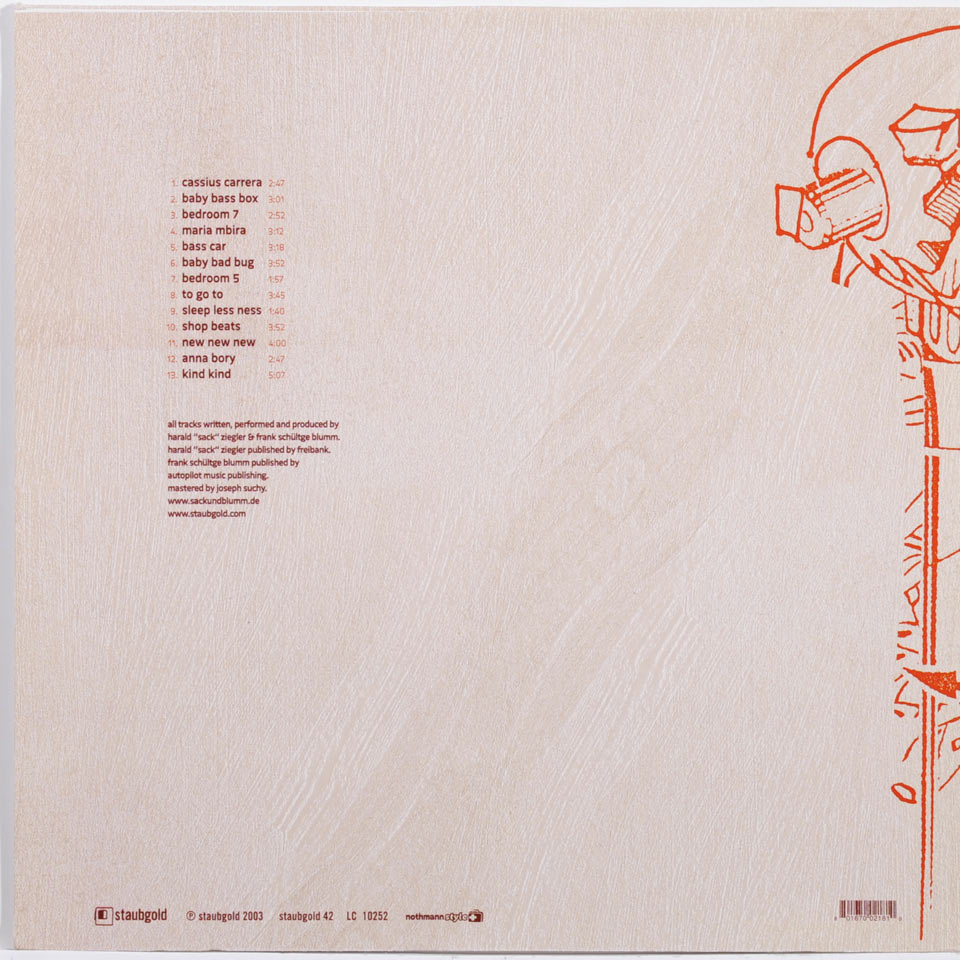 1. cassius carrera 2:47
2. baby bass box 3:01
3. bedroom 7 2:52
4. maria mbira 3:12
5. bass car 3:18
6. baby bad bug 3:52
7. bedroom 5 1:57
8. to go to 3:45
9. sleep less ness 1:40
10. shop beats 3:52
11. new new new 4:00
12. anna bory 2:47
13. kind kind 5:07
all tracks written, performed and produced by
harald "sack" ziegler & frank schültge blumm.
harald "sack" ziegler published by freibank.
frank schültge blumm published by
autopilot music publishing.
mastered by joseph suchy.
www.sackundblumm.de
www.staubgold.com
staubgold ℗ staubgold 2003 staubgold 42 LC 10252 nothmann style